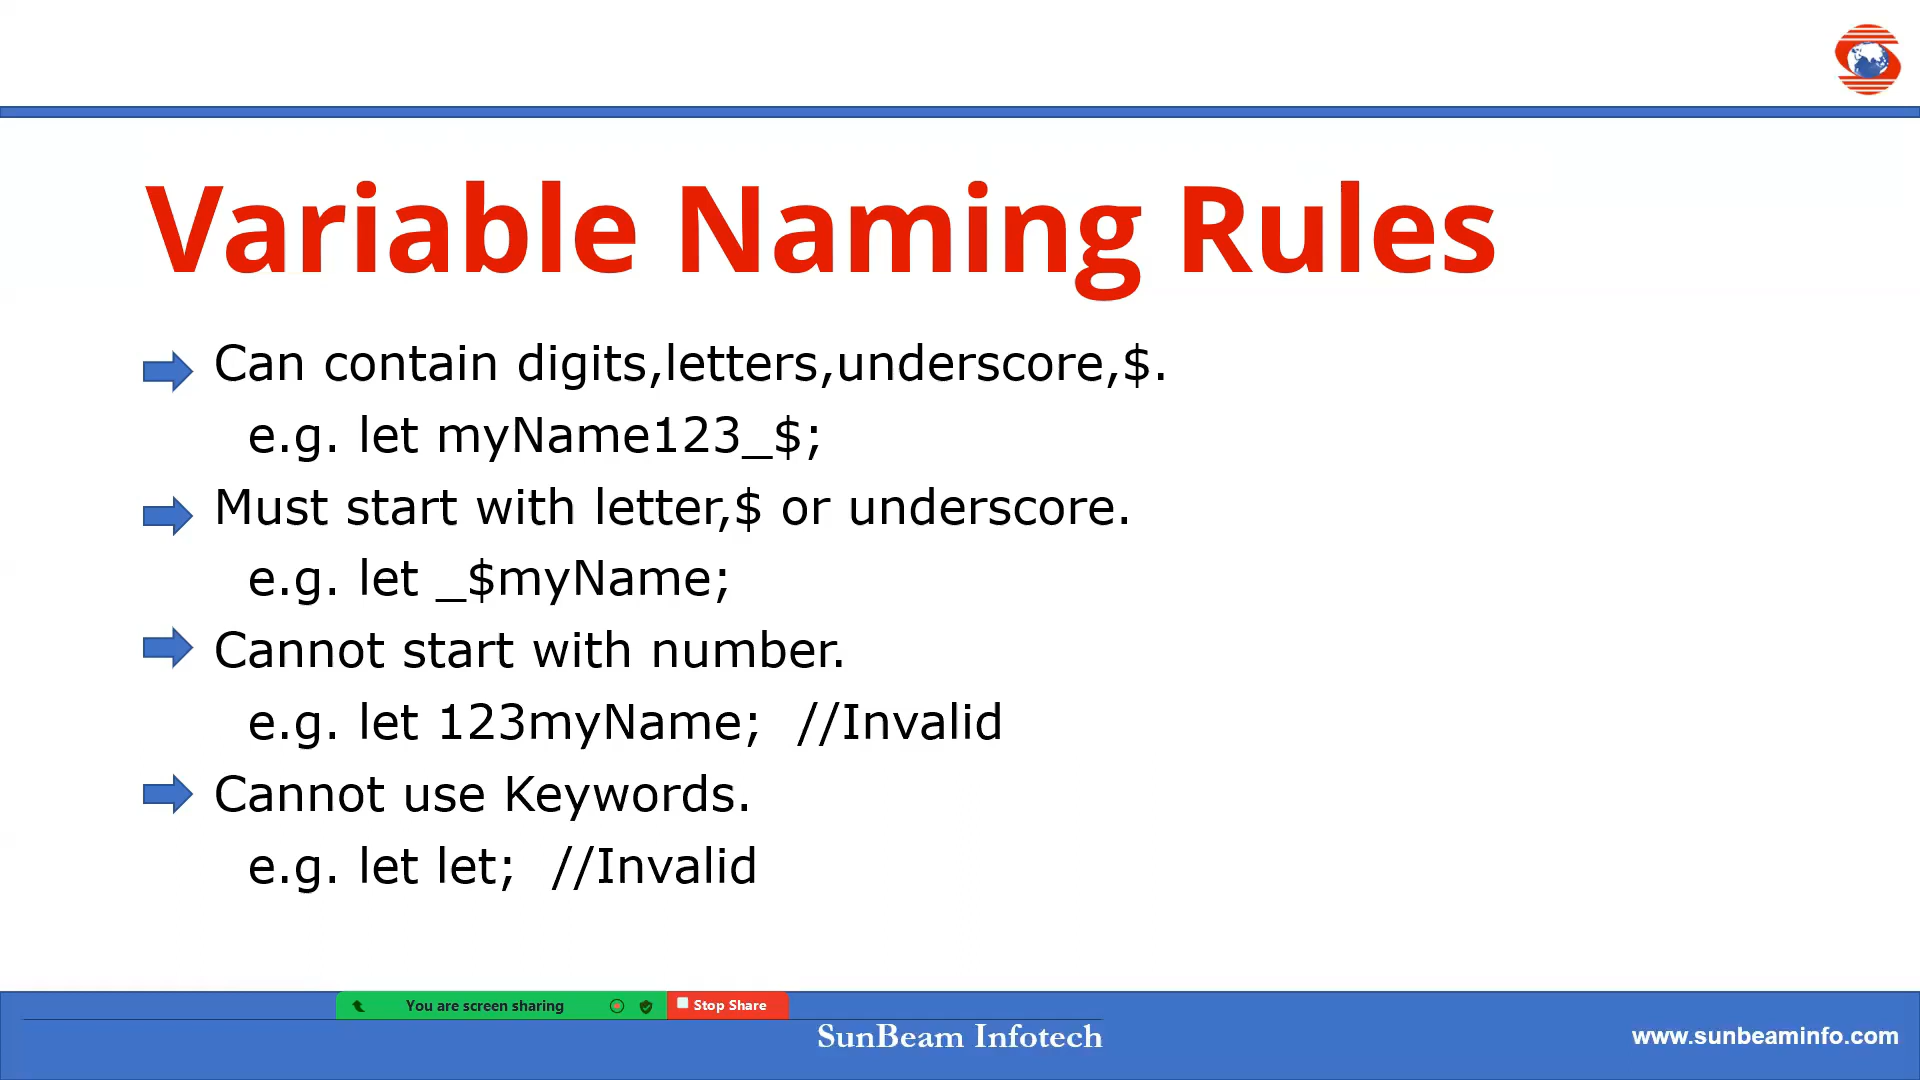 Variable Naming Rules
Can contain digits,letters,underscore,$.
e.g. let myName123_$;
Must start with letter,$ or underscore.
e.g. let _$myName;
Cannot start with number.
e.g. let 123myName;  //Invalid
Cannot use Keywords.
e.g. let let;  //Invalid
You are screen sharing
Stop Share
SunBeam Infotech
www.sunbeaminfo.com